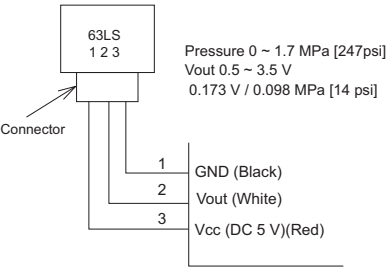 63LS
1 2 3
Pressure 0 ~ 1.7 MPa [247psi]
Vout 0.5 ~ 3.5 V
0.173 V / 0.098 MPa [14 psi]
Connector
1
GND (Black)
2
Vout (White)
3
Vcc (DC 5 V)(Red)